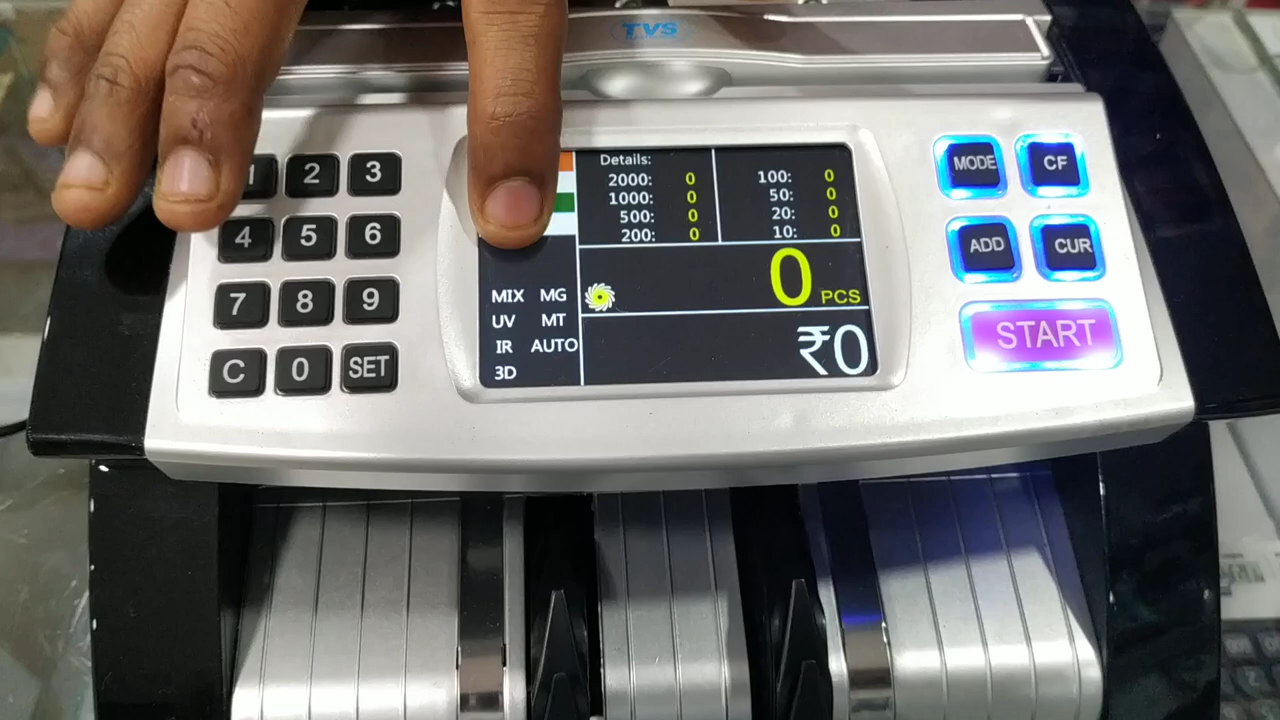 TVS
1 2 3
4 5 6
7 8 9
C 0 SET
Details:
2000: 0
1000: 0
500: 0
200: 0
100: 0
50: 0
20: 0
10: 0
MIX MG
UV MT
IR AUTO
3D
0 PCS
₹0
MODE CF
ADD CUR
START